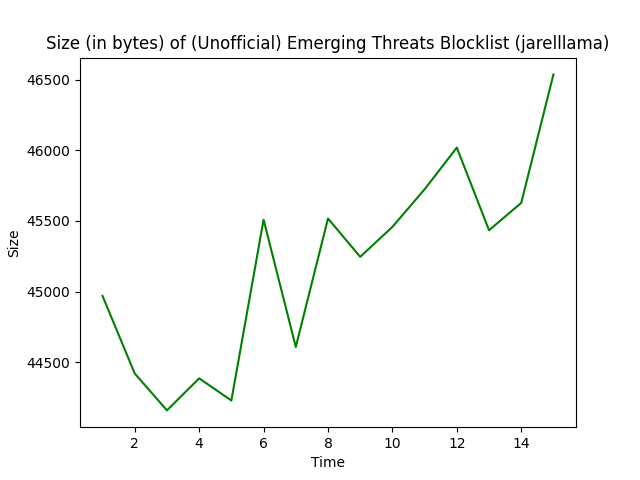 Size (in bytes) of (Unofficial) Emerging Threats Blocklist (jarelllama)
46500
46000
45500
45000
44500
Size
2 4 6 8 10 12 14
Time